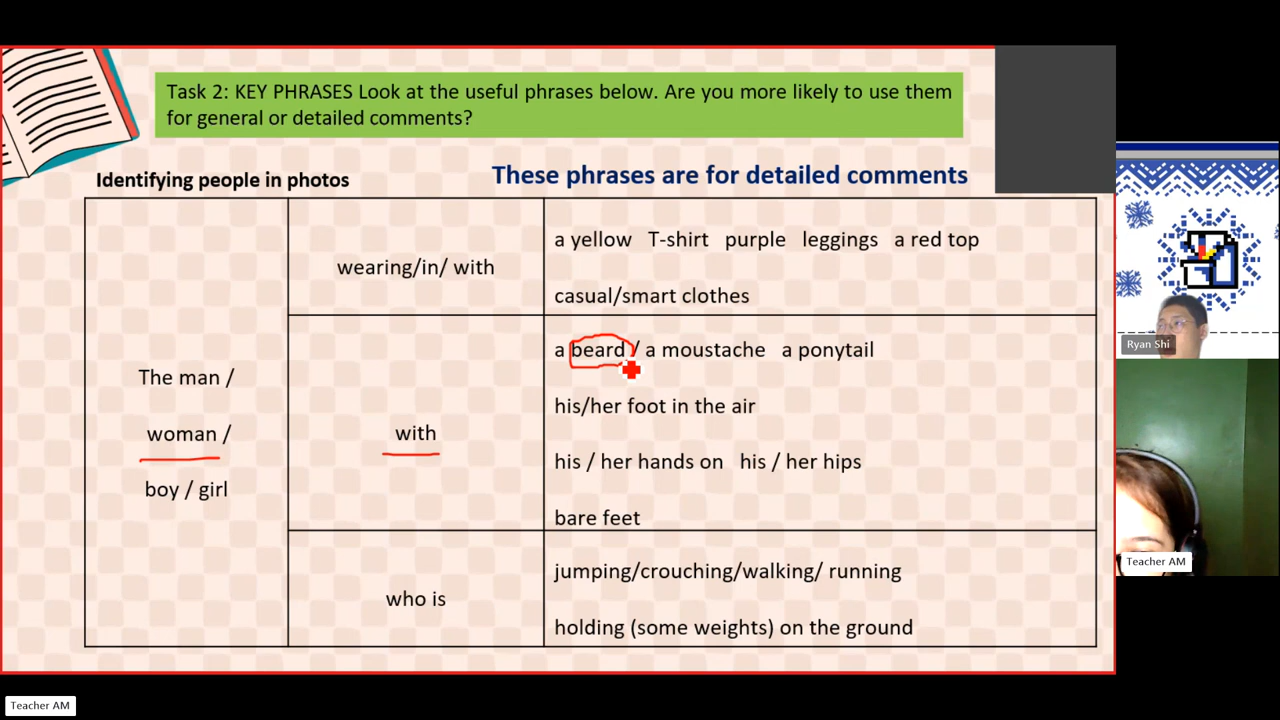 Task 2: KEY PHRASES Look at the useful phrases below. Are you more likely to use them
for general or detailed comments?
Identifying people in photos
These phrases are for detailed comments
The man /
woman /
boy / girl
wearing/in/ with
a yellow T-shirt purple leggings a red top
casual/smart clothes
with
a beard / a moustache a ponytail
his/her foot in the air
his / her hands on his / her hips
bare feet
who is
jumping/crouching/walking/ running
holding (some weights) on the ground
Ryan Shi
Teacher AM
Teacher AM